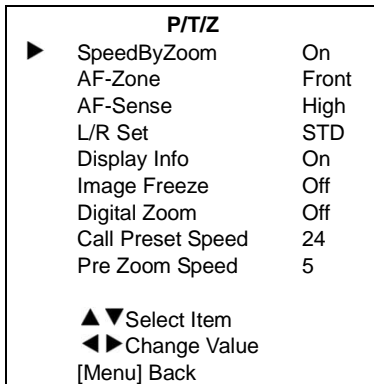 P/T/Z
▶ SpeedByZoom On
AF-Zone Front
AF-Sense High
L/R Set STD
Display Info On
Image Freeze Off
Digital Zoom Off
Call Preset Speed 24
Pre Zoom Speed 5
▲▼Select Item
◀▶Change Value
[Menu] Back